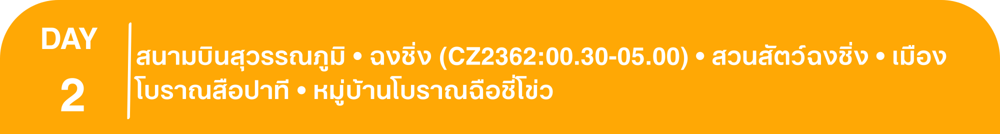 DAY
2
สนามบินสุวรรณภูมิ • ฉงชิ่ง (CZ2362:00.30-05.00) • สวนสัตว์ฉงชิ่ง • เมือง
โบราณสือปาที • หมู่บ้านโบราณฉือชี่โข่ว